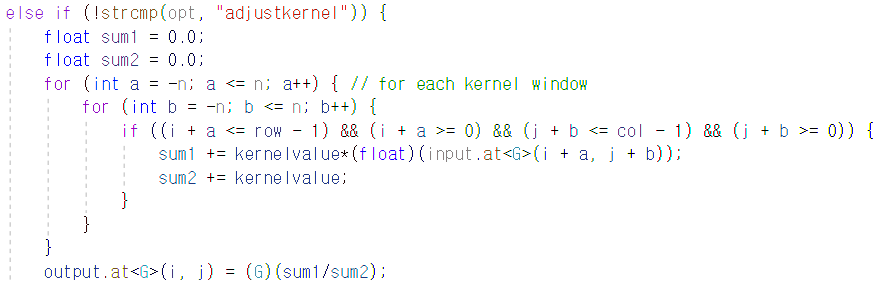 else if (!strcmp(opt, "adjustkernel")) {
float sum1 = 0.0;
float sum2 = 0.0;
for (int a = -n; a <= n; a++) { // for each kernel window
for (int b = -n; b <= n; b++) {
if ((i + a <= row - 1) && (i + a >= 0) && (j + b <= col - 1) && (j + b >= 0)) {
sum1 += kernelvalue*(float)(input.at<G>(i + a, j + b));
sum2 += kernelvalue;
}
}
}
output.at<G>(i, j) = (G)(sum1/sum2);